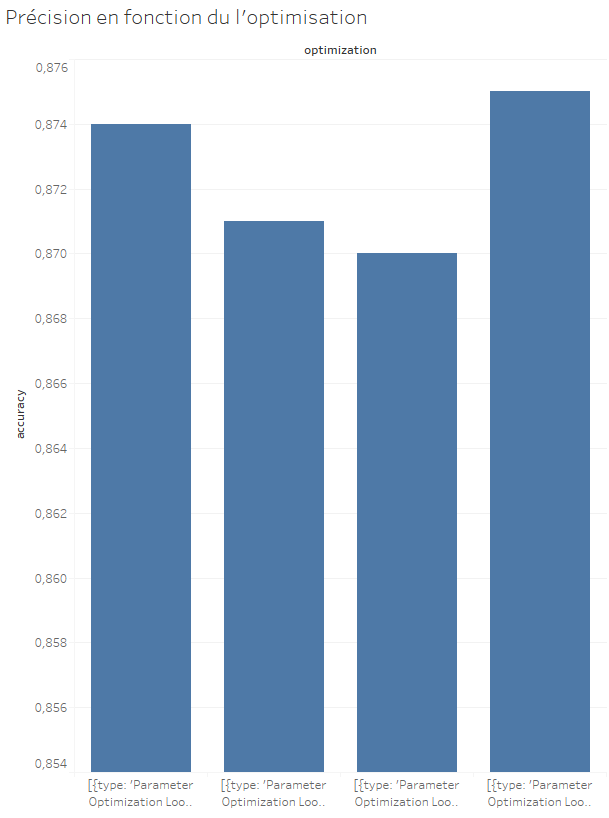 Précision en fonction du l'optimisation
optimization
0,876
0,874
0,872
0,870
0,868
0,866
0,864
0,862
0,860
0,858
0,856
0,854
accuracy
[{type: 'Parameter
Optimization Loo..
[{type: 'Parameter
Optimization Loo..
[{type: 'Parameter
Optimization Loo..
[{type: 'Parameter
Optimization Loo..